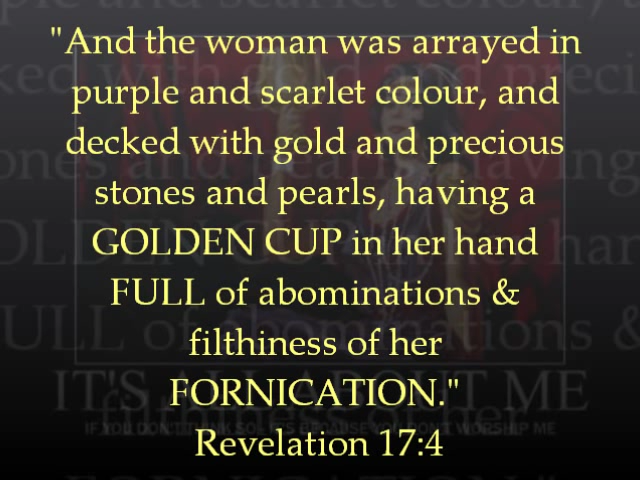 "And the woman was arrayed in
purple and scarlet colour, and
decked with gold and precious
stones and pearls, having a
GOLDEN CUP in her hand
FULL of abominations &
filthiness of her
FORNICATION."
Revelation 17:4
IT'S ALL ABOUT ME
IF YOU DON'T THINK SO - IT'S BECAUSE YOU DON'T WORSHIP ME